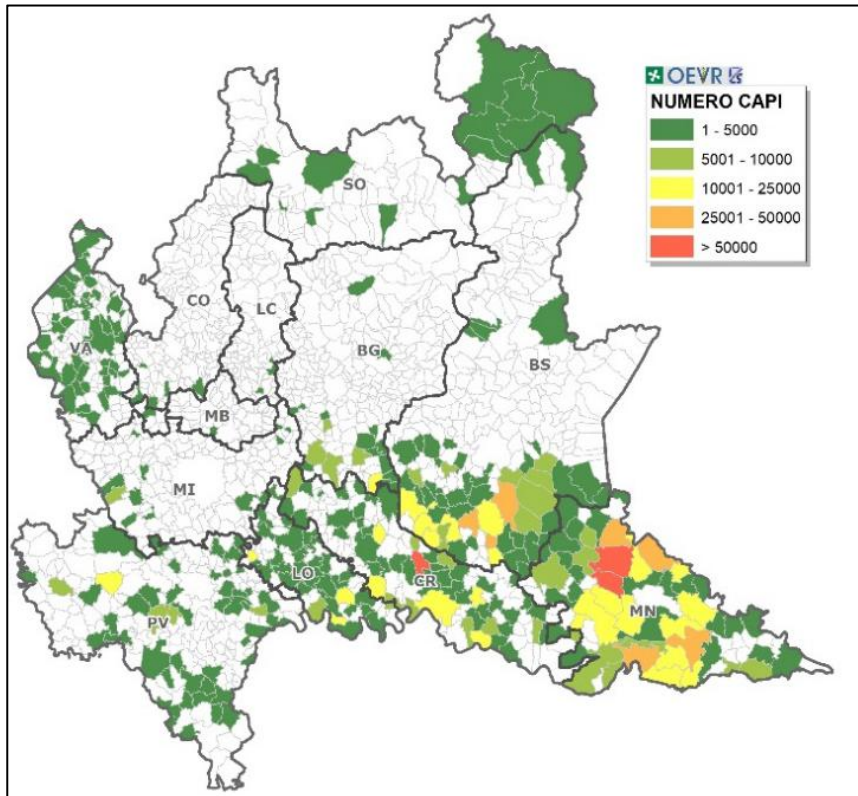 OEVR
NUMERO CAPI
1 - 5000
5001 - 10000
10001 - 25000
25001 - 50000
> 50000
SO
CO
LC
VA
BG
BS
MB
MI
LO
CR
MN
PV